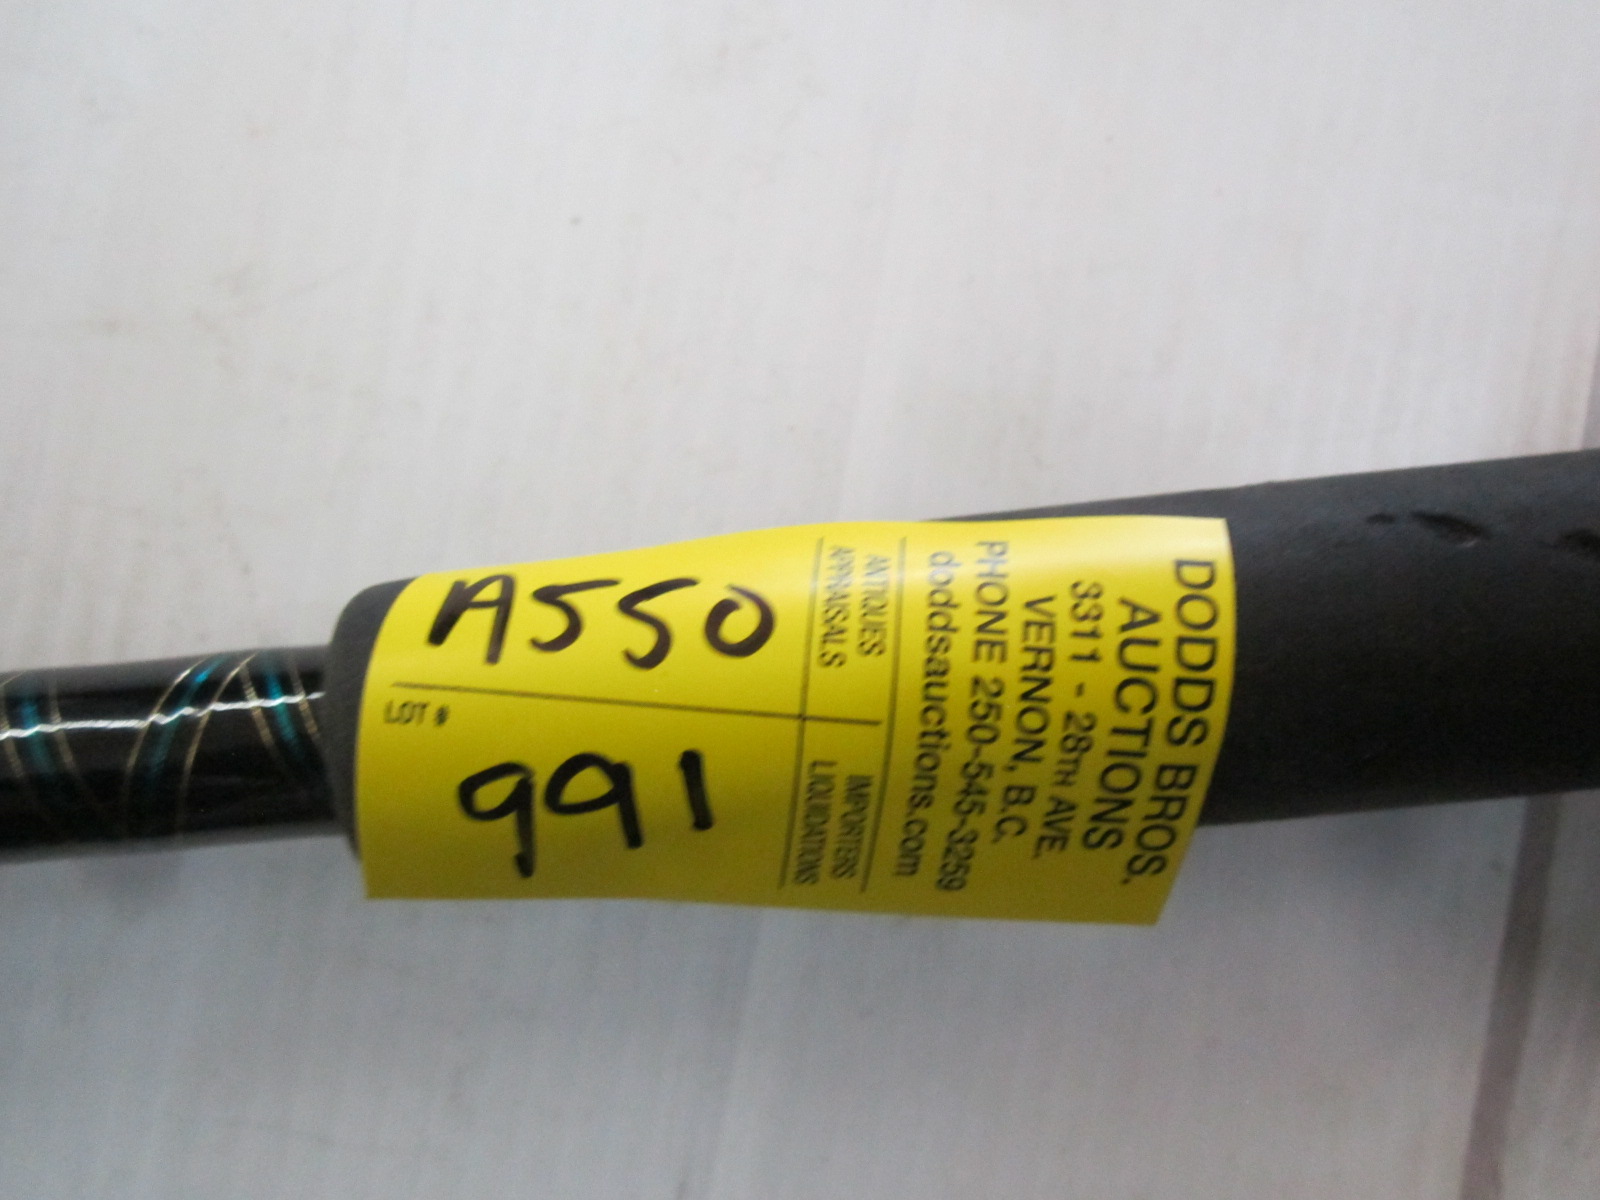 DODDS BROS.
AUCTIONS
3311 - 28TH AVE.
VERNON, B.C.
PHONE 250-545-3259
doddsauctions.com
ANTIQUES IMPORTERS
APPRAISALS LIQUIDATIONS
A550
LOT #
991